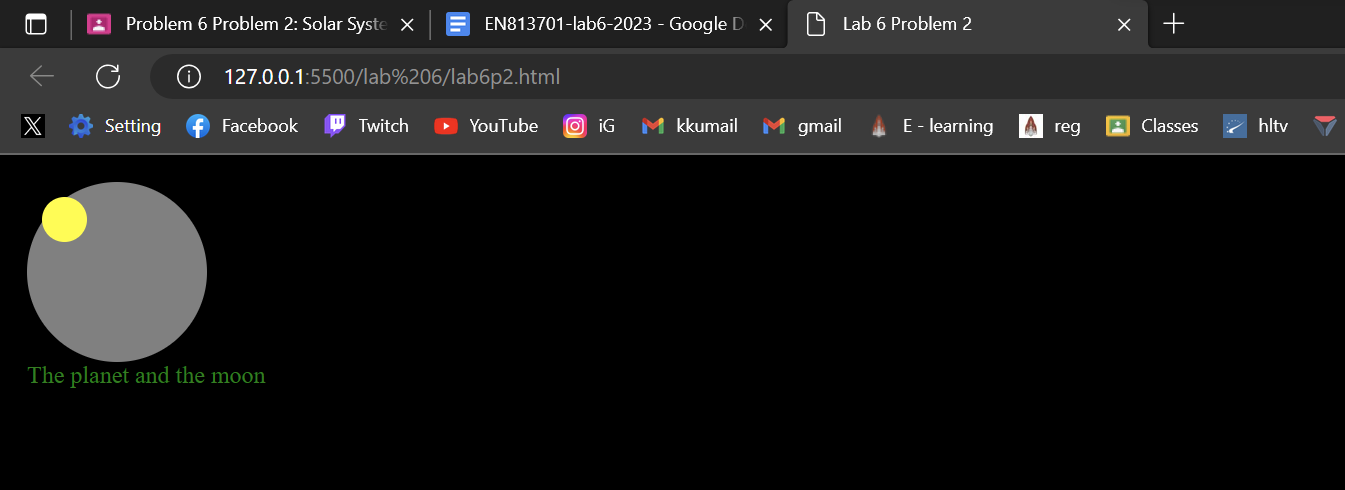 Problem 6 Problem 2: Solar Syste
EN813701-lab6-2023 - Google D
Lab 6 Problem 2
127.0.0.1:5500/lab%206/lab6p2.html
Setting Facebook Twitch YouTube iG kkumail gmail E - learning reg Classes hltv
The planet and the moon